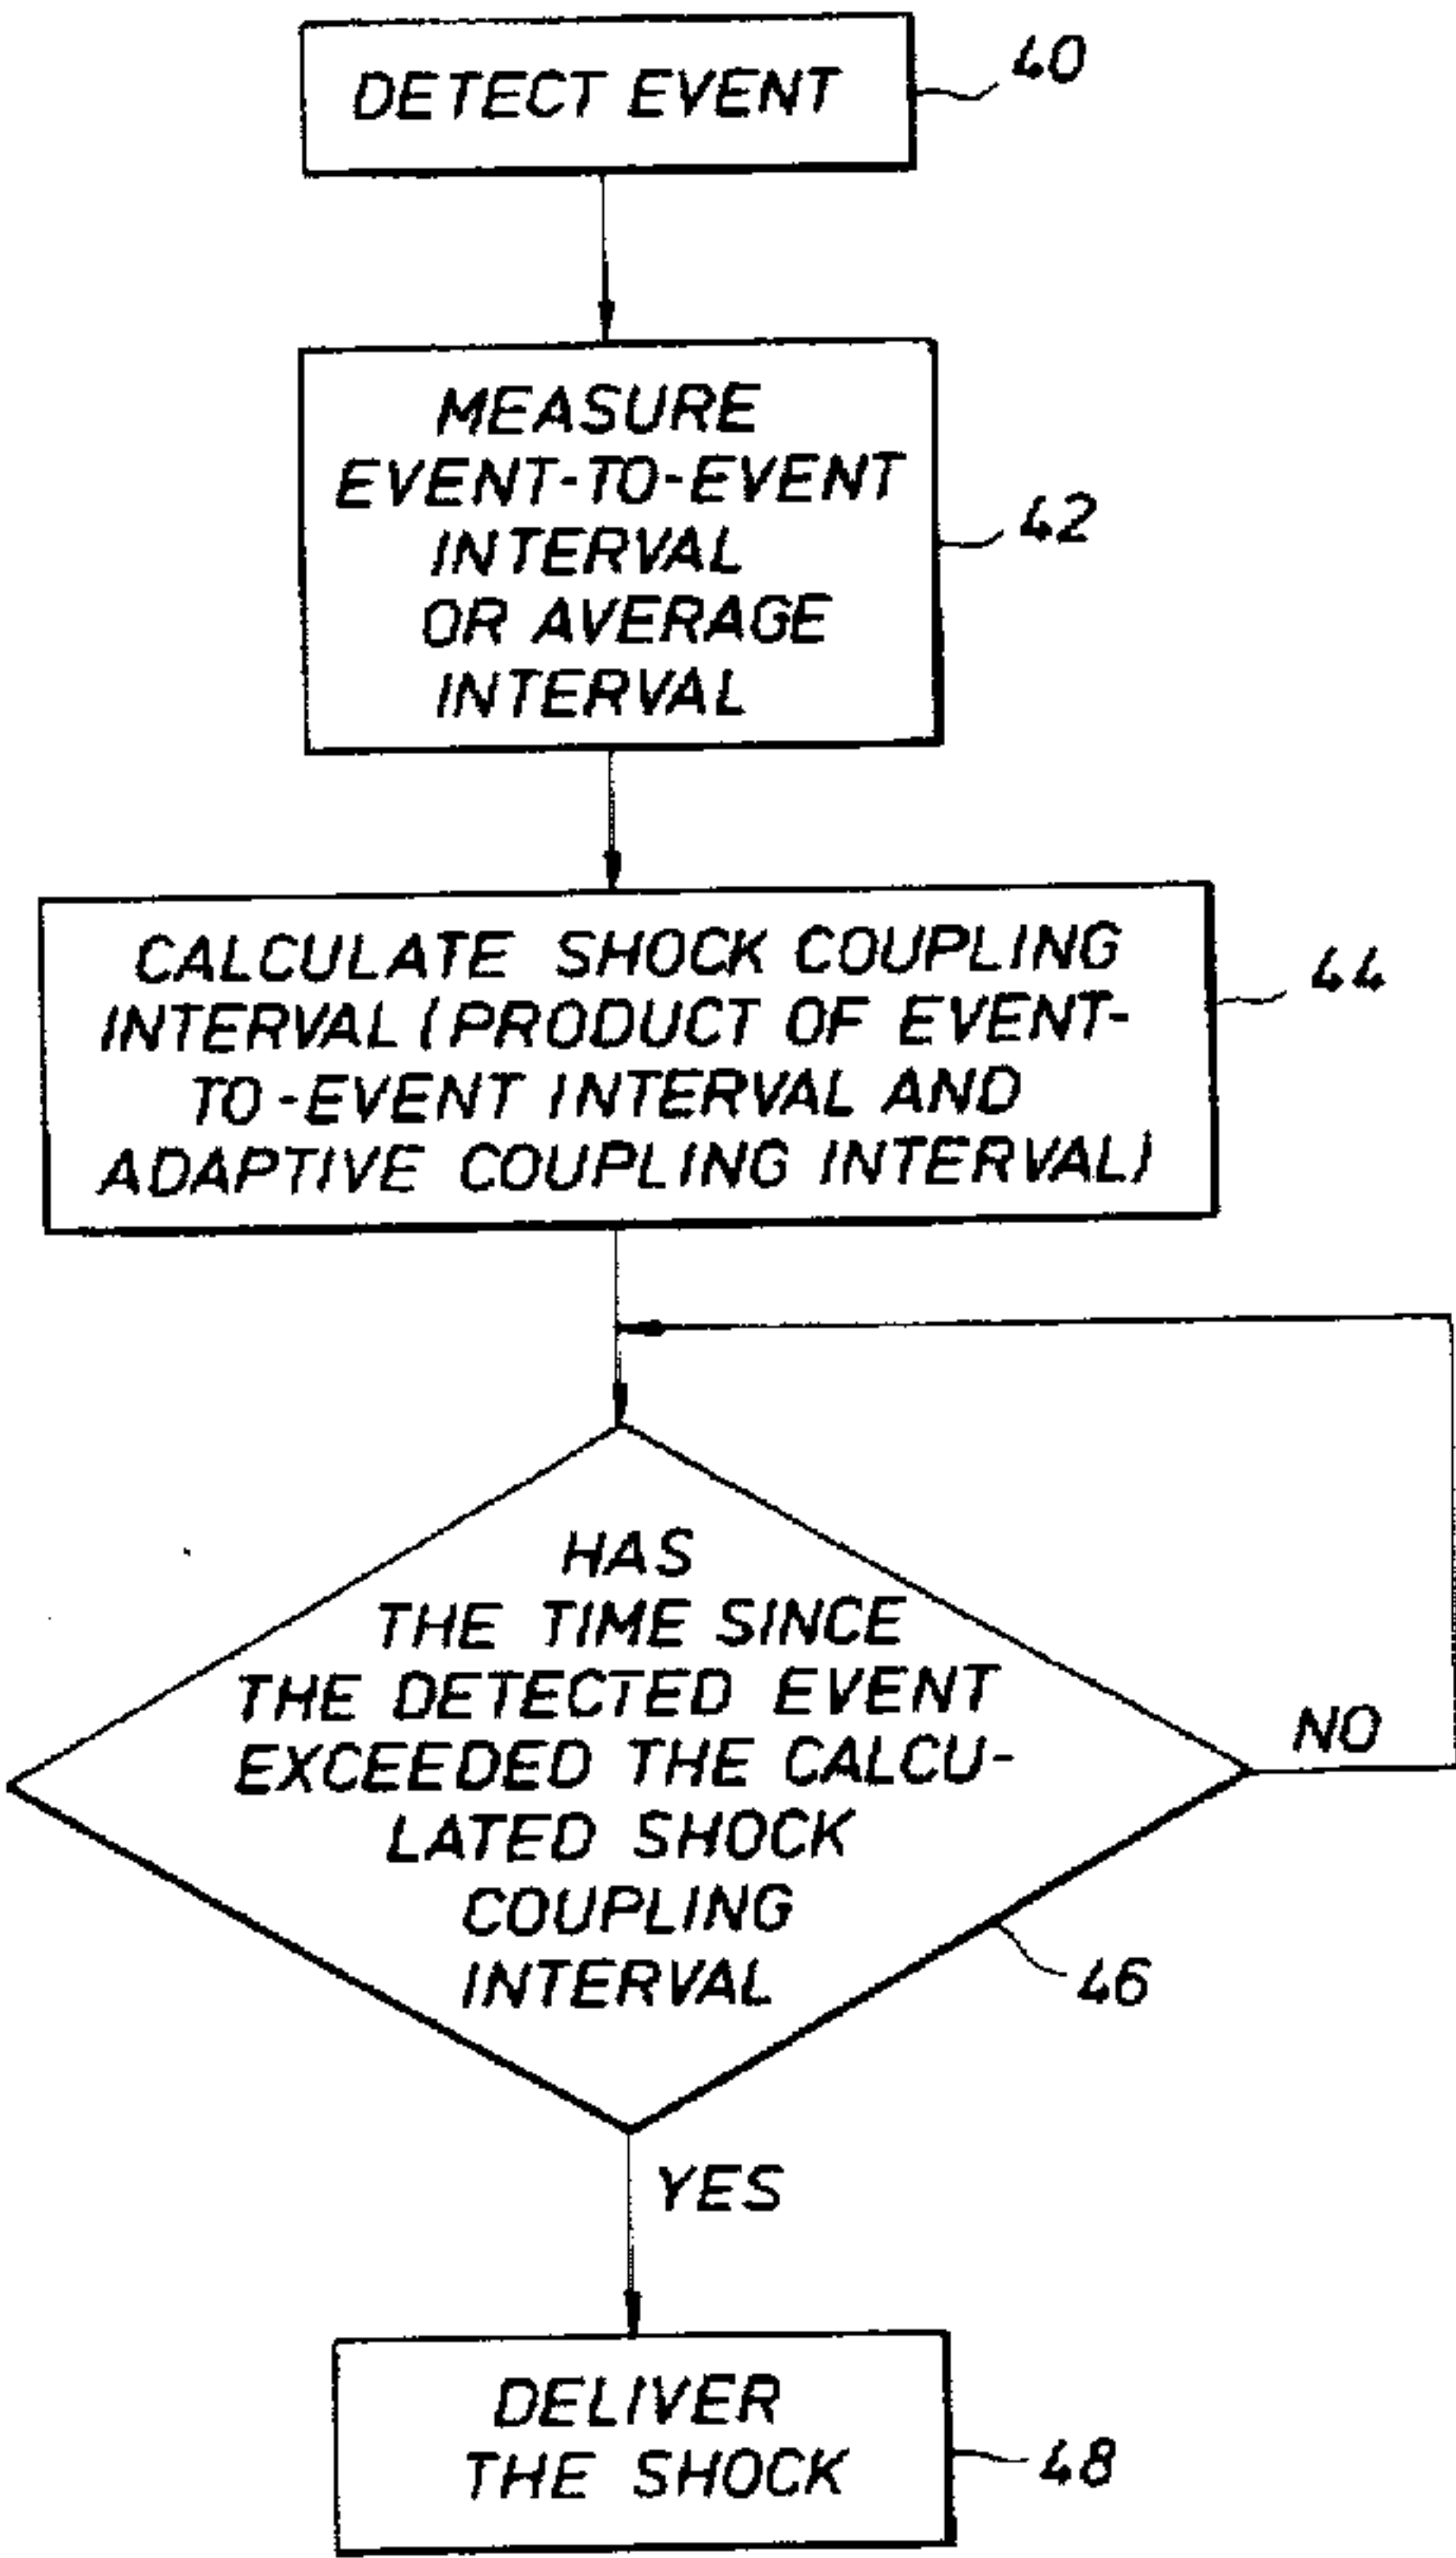 DETECT EVENT
40
MEASURE
EVENT-TO-EVENT
INTERVAL
OR AVERAGE
INTERVAL
42
CALCULATE SHOCK COUPLING
INTERVAL (PRODUCT OF EVENT-
TO-EVENT INTERVAL AND
ADAPTIVE COUPLING INTERVAL)
44
HAS
THE TIME SINCE
THE DETECTED EVENT
EXCEEDED THE CALCU-
LATED SHOCK
COUPLING
INTERVAL
NO
46
YES
DELIVER
THE SHOCK
48